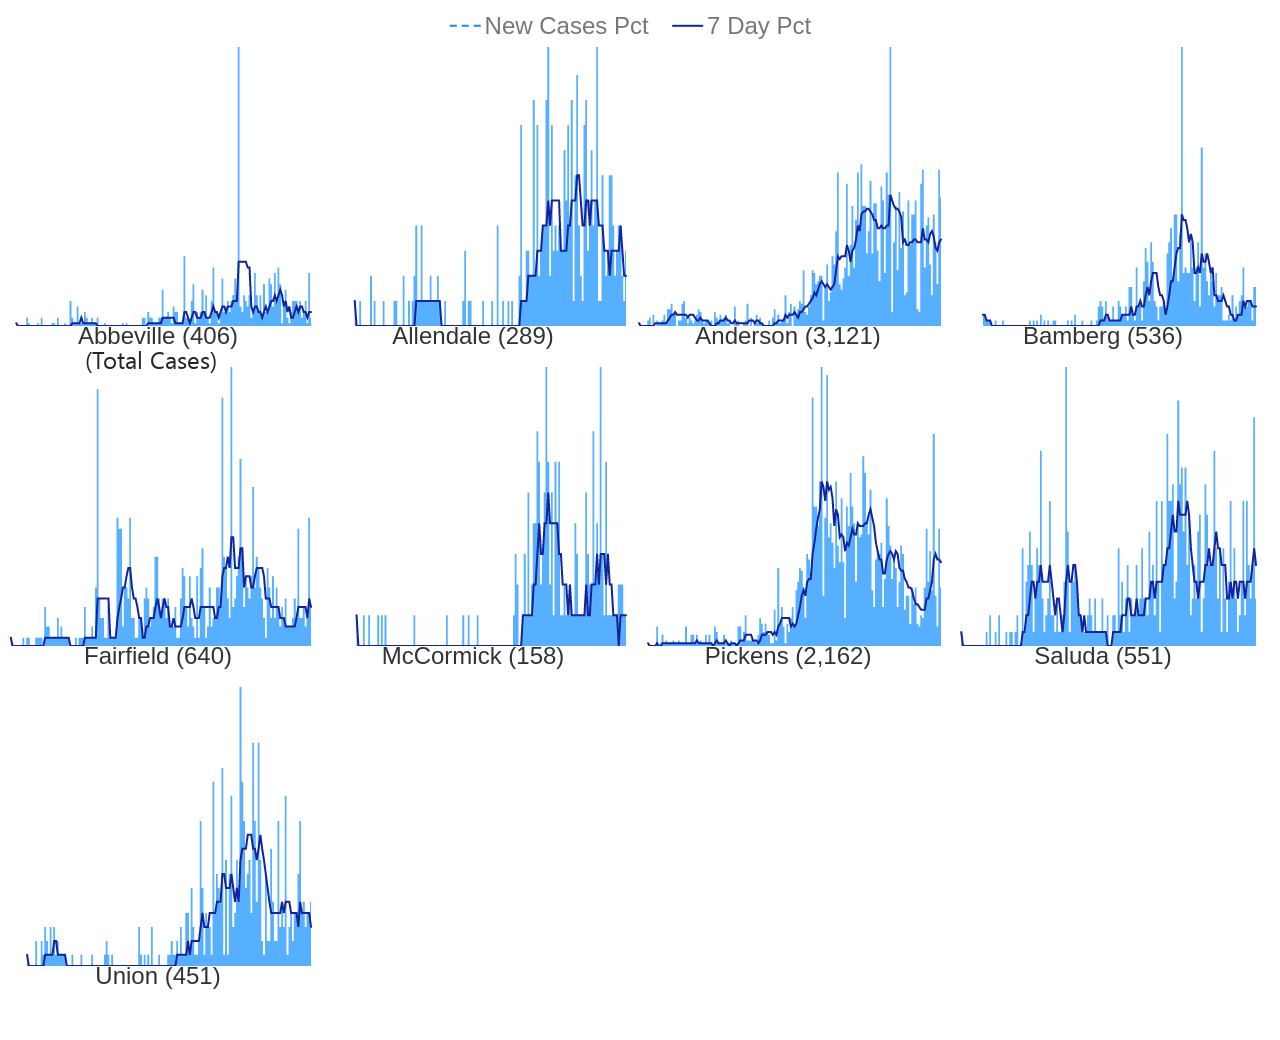 New Cases Pct 7 Day Pct
Abbeville (406) Allendale (289) Anderson (3,121) Bamberg (536)
(Total Cases)
Fairfield (640) McCormick (158) Pickens (2,162) Saluda (551)
Union (451)